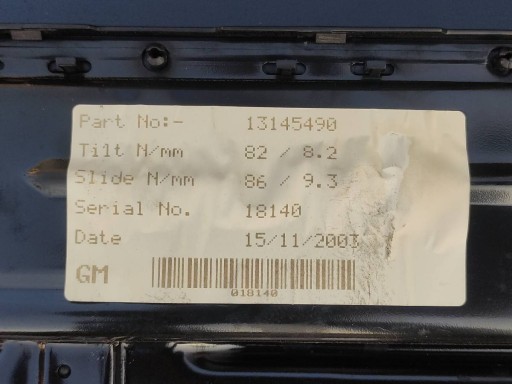 Part No:- 13145490
Tilt N/mm 82 / 8.2
Slide N/mm 86 / 9.3
Serial No. 18140
Date 15/11/2003
GM
018140